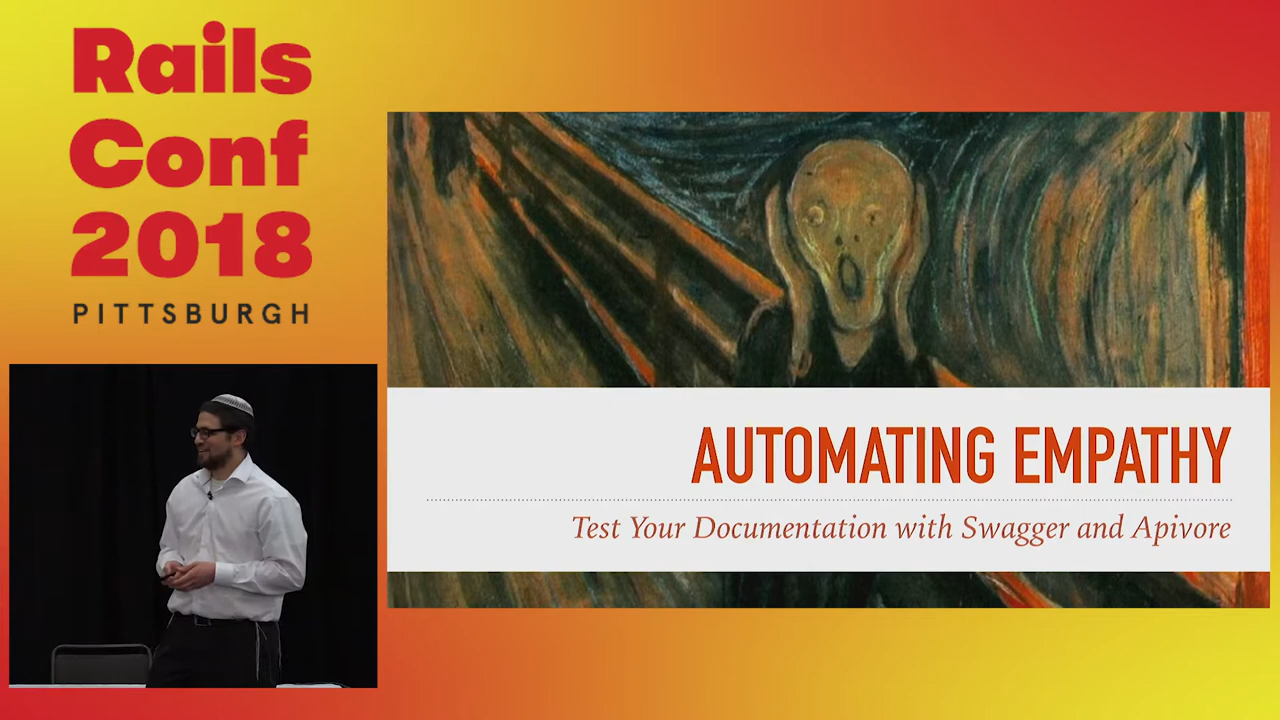 Rails
Conf
2018
PITTSBURGH
AUTOMATING EMPATHY
Test Your Documentation with Swagger and Apivore